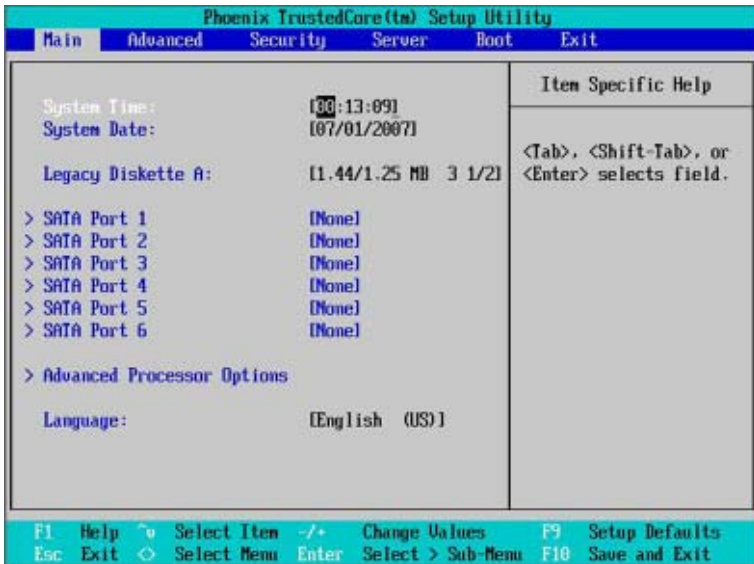 Phoenix TrustedCore(tm) Setup Utility
Main Advanced Security Server Boot Exit
Item Specific Help
System Time: [00:13:09]
System Date: [07/01/2007]
<Tab>, <Shift-Tab>, or
<Enter> selects field.
Legacy Diskette A: [1.44/1.25 MB 3 1/2]
> SATA Port 1 [None]
> SATA Port 2 [None]
> SATA Port 3 [None]
> SATA Port 4 [None]
> SATA Port 5 [None]
> SATA Port 6 [None]
> Advanced Processor Options
Language: [English (US)]
F1 Help ^v Select Item -/+ Change Values F9 Setup Defaults
Esc Exit <> Select Menu Enter Select > Sub-Menu F10 Save and Exit